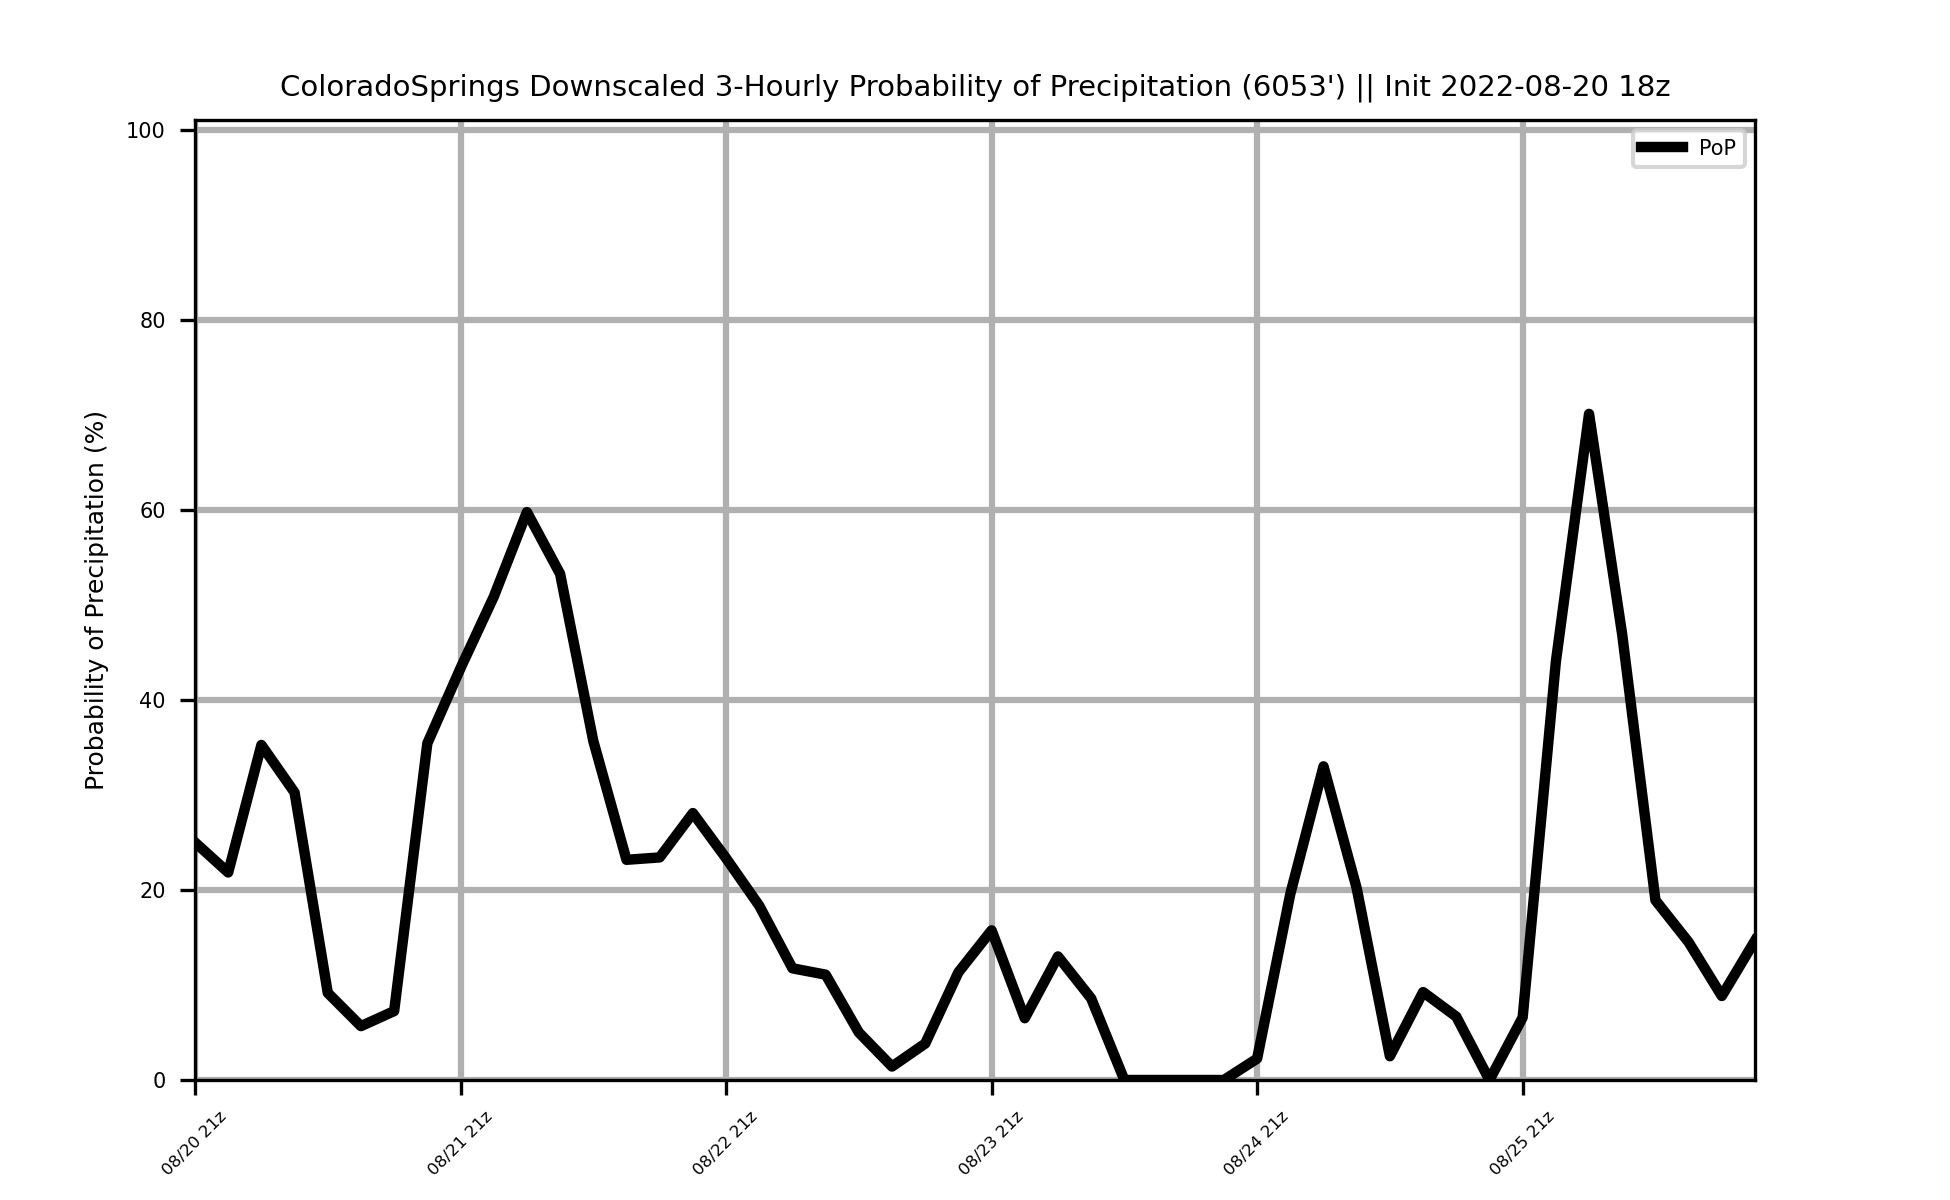 ColoradoSprings Downscaled 3-Hourly Probability of Precipitation (6053') || Init 2022-08-20 18z
PoP
Probability of Precipitation (%)
100
80
60
40
20
0
08/20 21z
08/21 21z
08/22 21z
08/23 21z
08/24 21z
08/25 21z